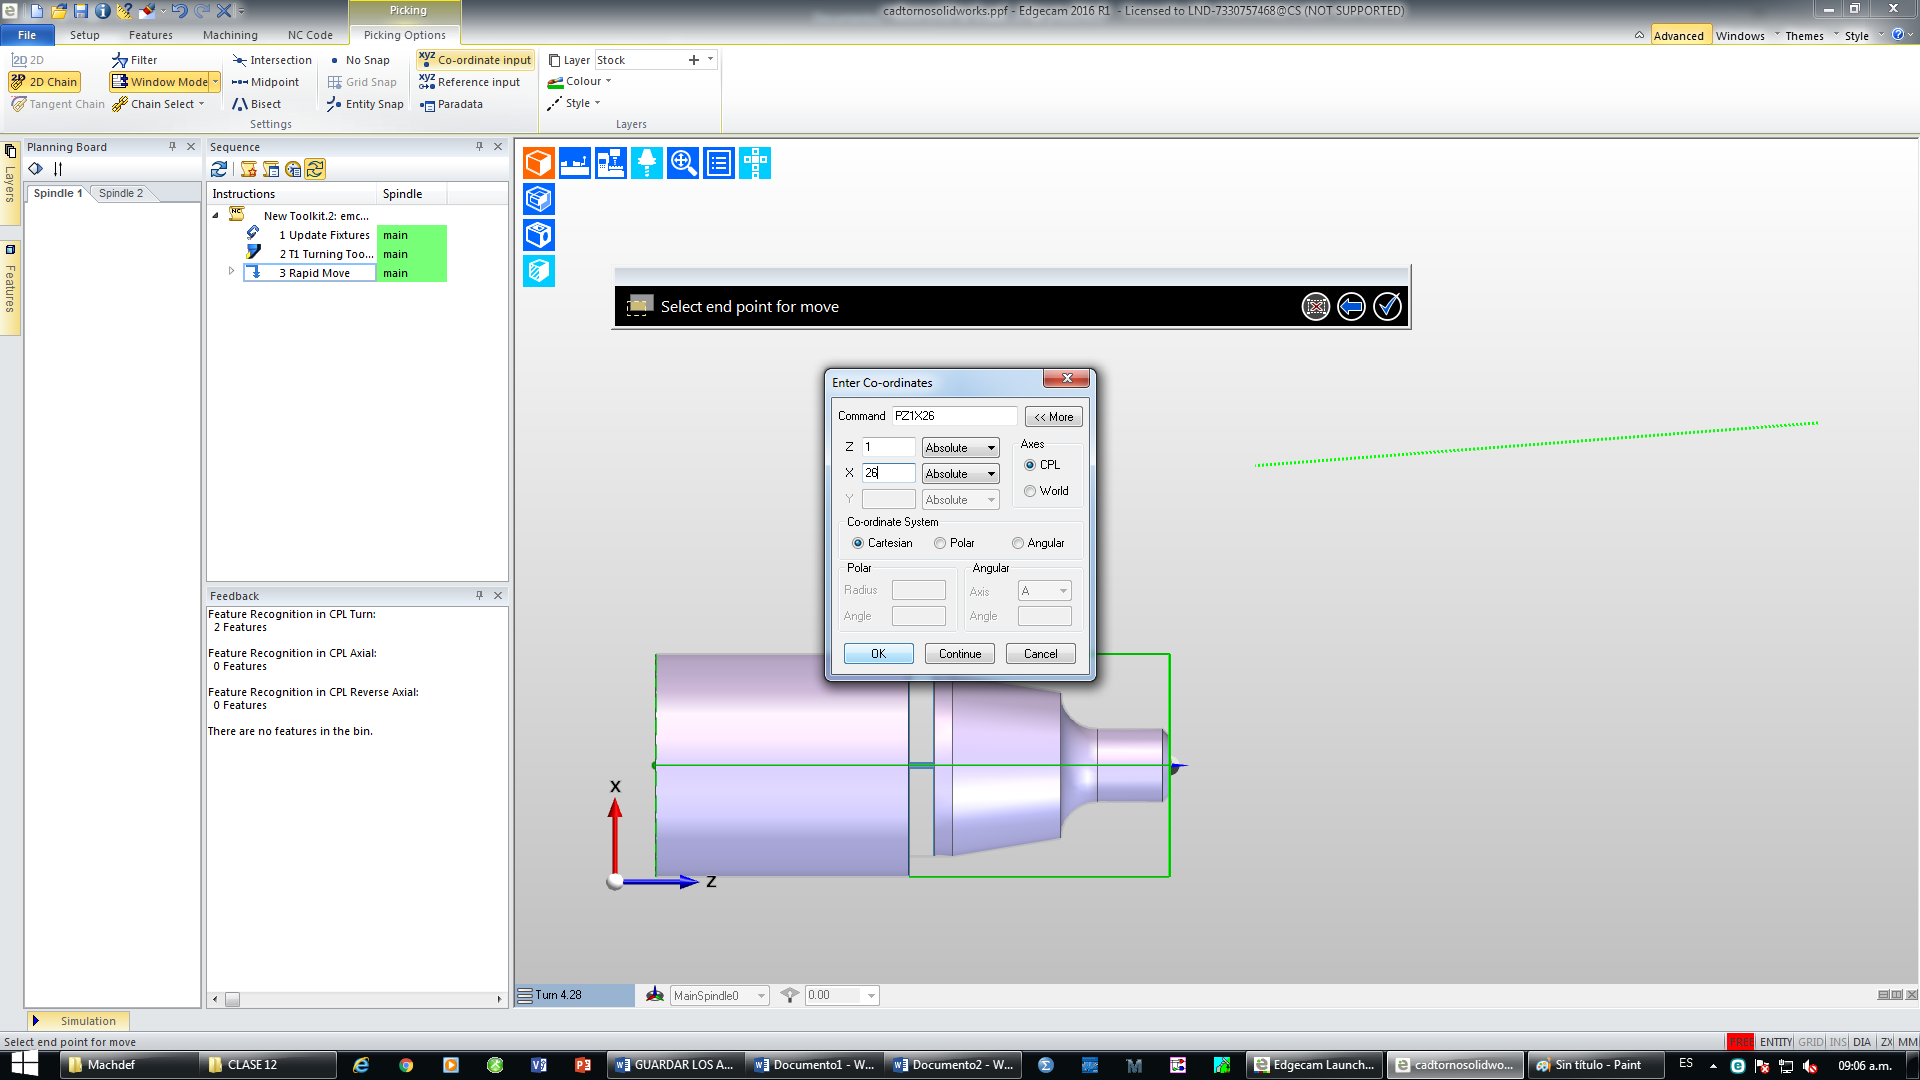 Picking
cadtornosolidworks.ppf - Edgecam 2016 R1 - Licensed to LND-7330757468@CS (NOT SUPPORTED)
File Setup Features Machining NC Code Picking Options Advanced Windows Themes Style
2D Filter Intersection No Snap Co-ordinate input Layer Stock
2D Chain Window Mode Midpoint Grid Snap Reference input Colour
Tangent Chain Chain Select Bisect Entity Snap Paradata Style
Settings Layers
Planning Board
Sequence
Layers
Features
Spindle 1 Spindle 2
Instructions Spindle
New Toolkit.2: emc...
1 Update Fixtures main
2 T1 Turning Too... main
3 Rapid Move main
Select end point for move
Enter Co-ordinates
Command PZ1X26 << More
Z 1 Absolute Axes
X 26 Absolute CPL
Y Absolute World
Co-ordinate System
Cartesian Polar Angular
Polar Angular
Radius Axis A
Angle Angle
OK Continue Cancel
Feedback
Feature Recognition in CPL Turn:
2 Features
Feature Recognition in CPL Axial:
0 Features
Feature Recognition in CPL Reverse Axial:
0 Features
There are no features in the bin.
X
Z
Turn 4.28 MainSpindle0 0.00
Simulation
Select end point for move FREE ENTITY GRID INS DIA ZX MM
Machdef CLASE 12 GUARDAR LOS A... Documento1 - W... Documento2 - W... Edgecam Launch... cadtornosolidwo... Sin título - Paint ES 09:06 a.m.